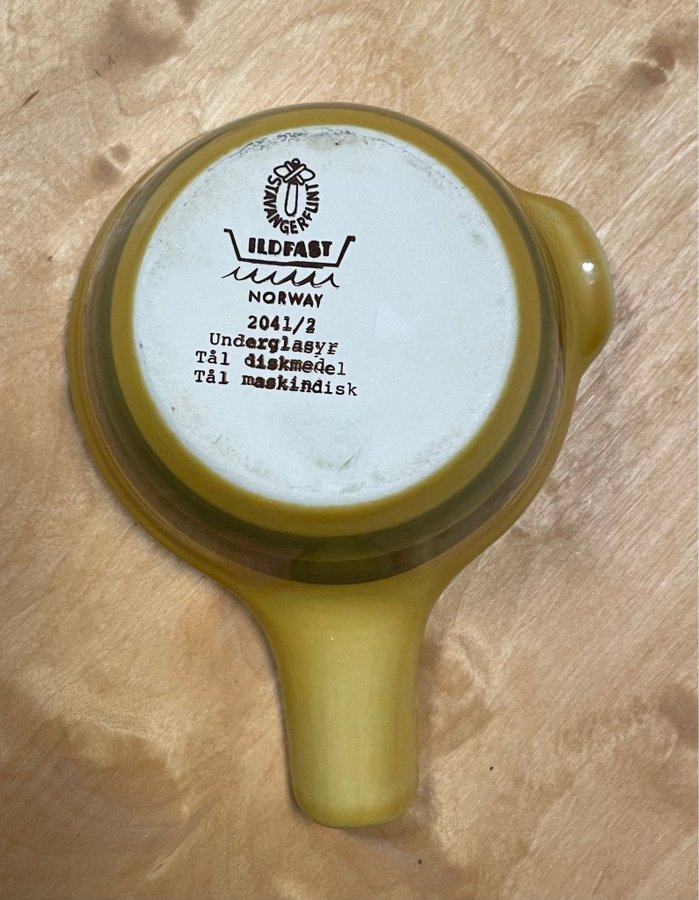 STAVANGERFLINT
ILDFAST
NORWAY
2041/2
Underglasyr
Tål diskmedel
Tål maskindisk